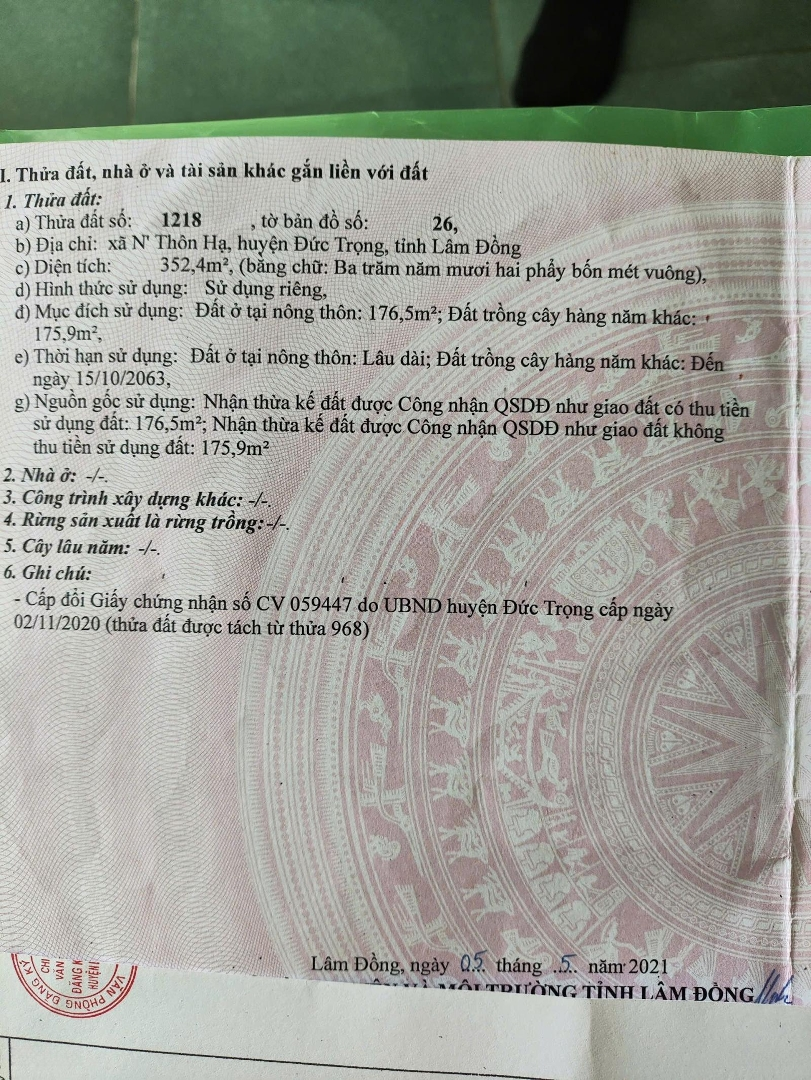 I. Thửa đất, nhà ở và tài sản khác gắn liền với đất
1. Thửa đất:
a) Thửa đất số: 1218 , tờ bản đồ số: 26,
b) Địa chỉ: xã N' Thôn Hạ, huyện Đức Trọng, tỉnh Lâm Đồng
c) Diện tích: 352,4m², (bằng chữ: Ba trăm năm mươi hai phẩy bốn mét vuông),
d) Hình thức sử dụng: Sử dụng riêng,
đ) Mục đích sử dụng: Đất ở tại nông thôn: 176,5m²; Đất trồng cây hàng năm khác:
175,9m²,
e) Thời hạn sử dụng: Đất ở tại nông thôn: Lâu dài; Đất trồng cây hàng năm khác: Đến
ngày 15/10/2063,
g) Nguồn gốc sử dụng: Nhận thừa kế đất được Công nhận QSDĐ như giao đất có thu tiền
sử dụng đất: 176,5m²; Nhận thừa kế đất được Công nhận QSDĐ như giao đất không
thu tiền sử dụng đất: 175,9m²
2. Nhà ở: -/-.
3. Công trình xây dựng khác: -/-.
4. Rừng sản xuất là rừng trồng: -/-.
5. Cây lâu năm: -/-.
6. Ghi chú:
- Cấp đổi Giấy chứng nhận số CV 059447 do UBND huyện Đức Trọng cấp ngày
02/11/2020 (thửa đất được tách từ thửa 968)
Lâm Đồng, ngày 05 tháng 5 năm 2021
VÀ MÔI TRƯỜNG TỈNH LÂM ĐỒNG
VĂN PHÒNG ĐĂNG KÝ
CHI
VĂN
ĐĂNG K
HUYỆN